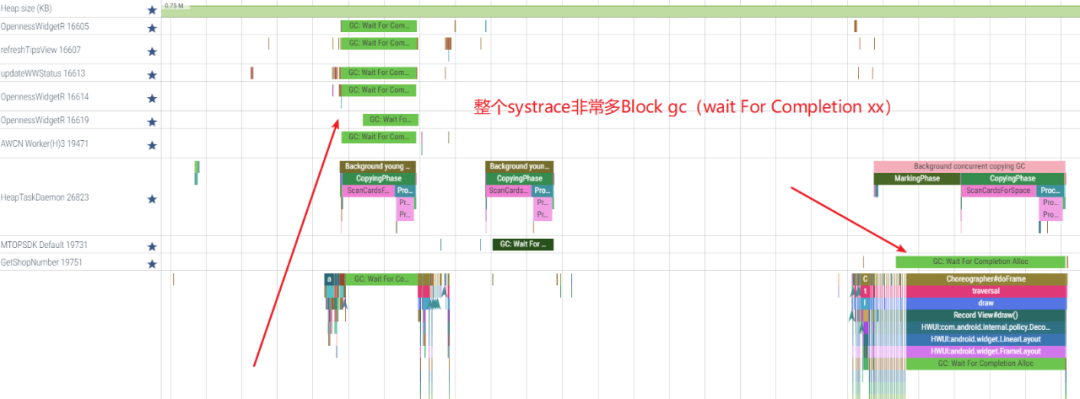 Heap size (KB)
0.75 M
OpennessWidgetR 16605
GC: Wait For Com...
refreshTipsView 16607
GC: Wait For Com...
updateWWStatus 16613
GC: Wait For Com...
OpennessWidgetR 16614
GC: Wait For Com...
整个systrace非常多Block gc（wait For Completion xx）
OpennessWidgetR 16619
GC: Wait Fo...
AWCN Worker(H)3 19471
GC: Wait For Com...
Background young ...
Background youn...
Background concurrent copying GC
CopyingPhase
CopyingPhase
MarkingPhase
CopyingPhase
HeapTaskDaemon 26823
ScanCardsF...
Pro...
ScanCards...
Proc...
ScanCardsForSpace
Proc...
Pr...
Pro...
Pro...
Pr...
Pr...
Pro...
MTOPSDK Default 19731
GC: Wait For ...
GetShopNumber 19751
GC: Wait For Completion Alloc
a
GC: Wait For Co...
C
Choreographer#doFrame
t
traversal
draw
Record View#draw()
HWUI:com.android.internal.policy.Deco...
HWUI:android.widget.LinearLayout
HWUI:android.widget.FrameLayout
GC: Wait For Completion Alloc